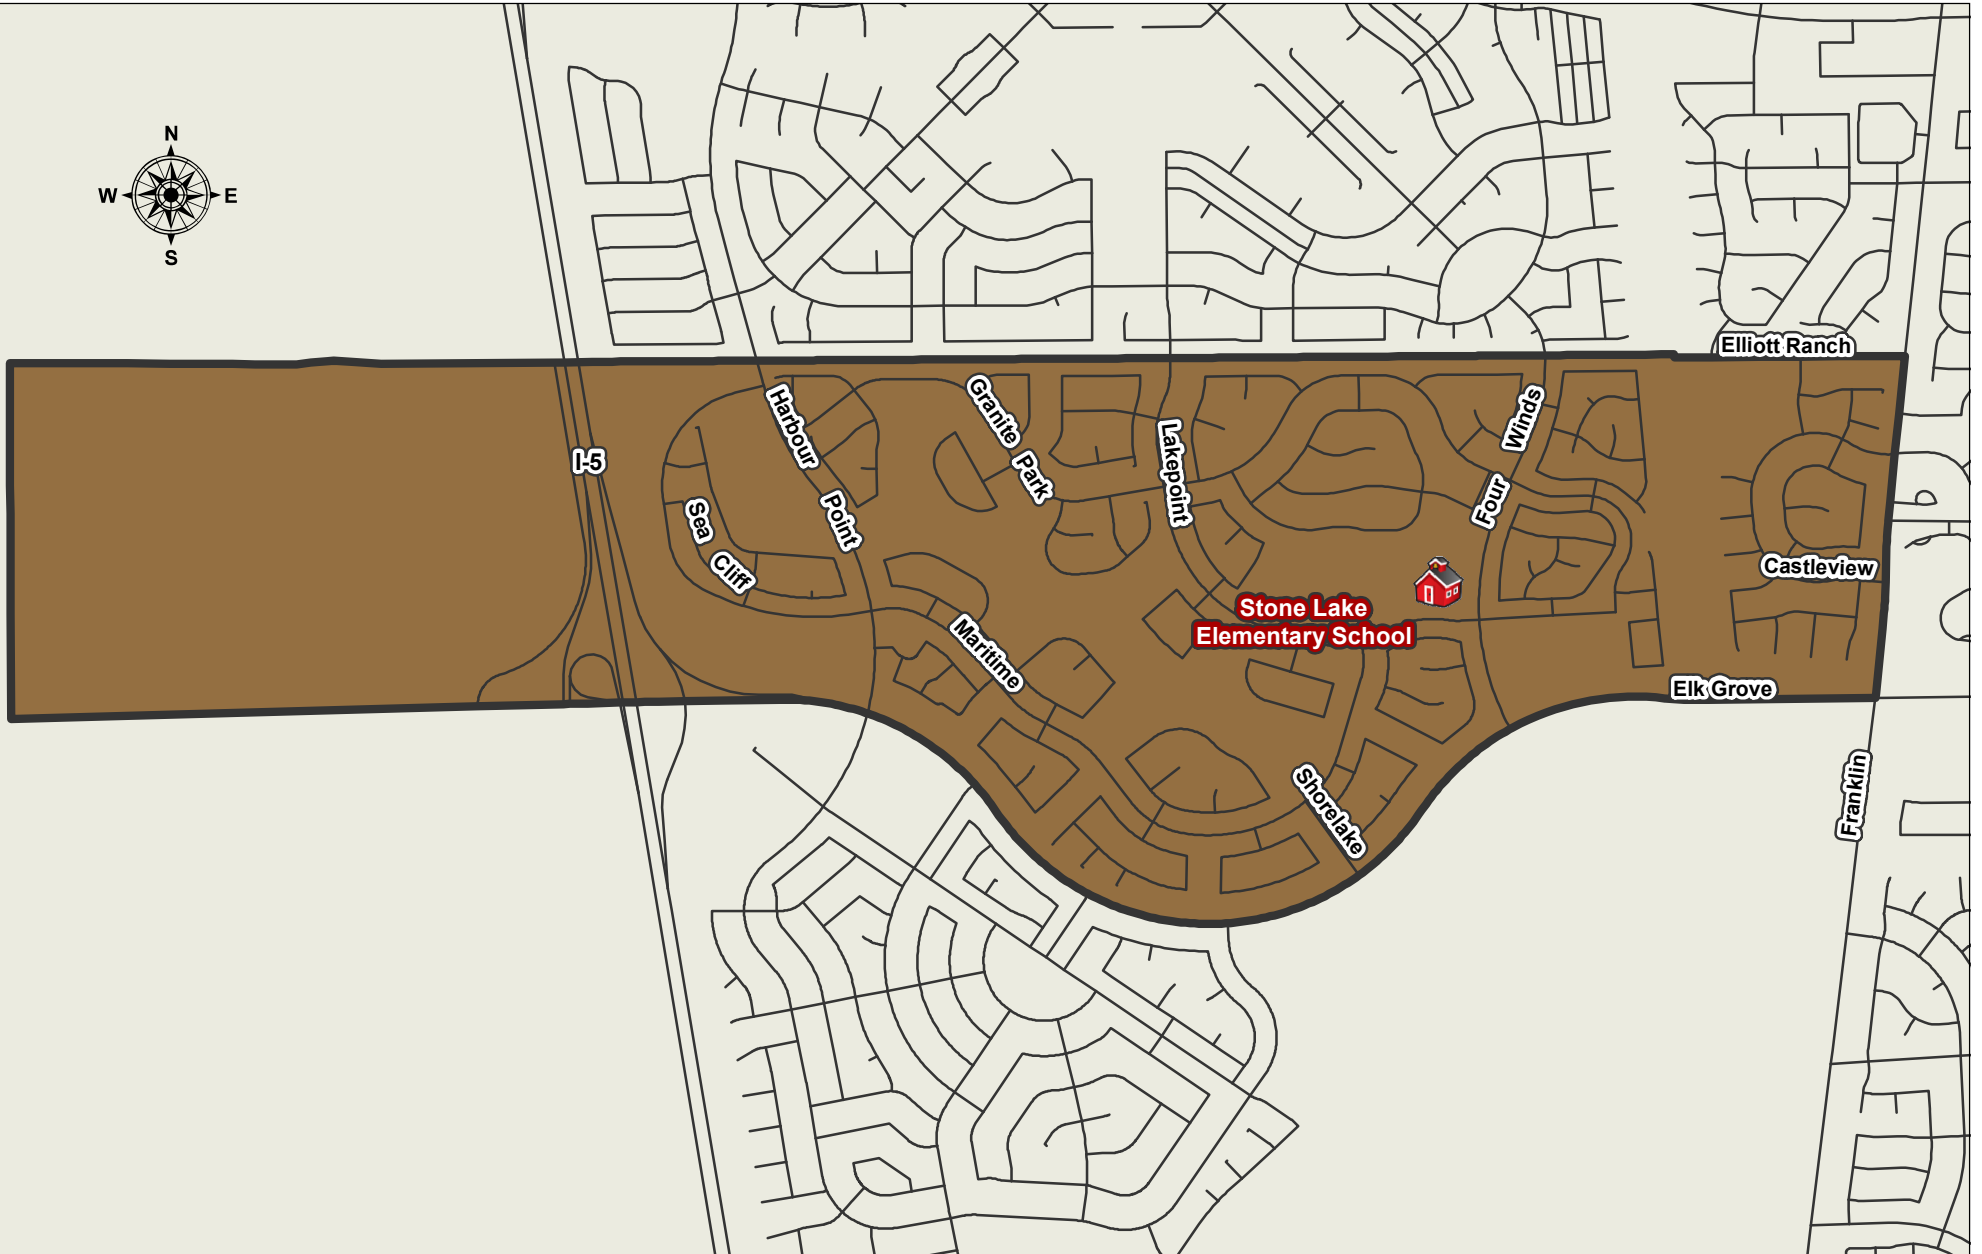 N
W E
S
Elliott Ranch
Harbour
Point
Granite
Park
Winds
Four
Lakepoint
I-5
Sea
Cliff
Castleview
Stone Lake
Elementary School
Maritime
Elk Grove
Shorelake
Franklin